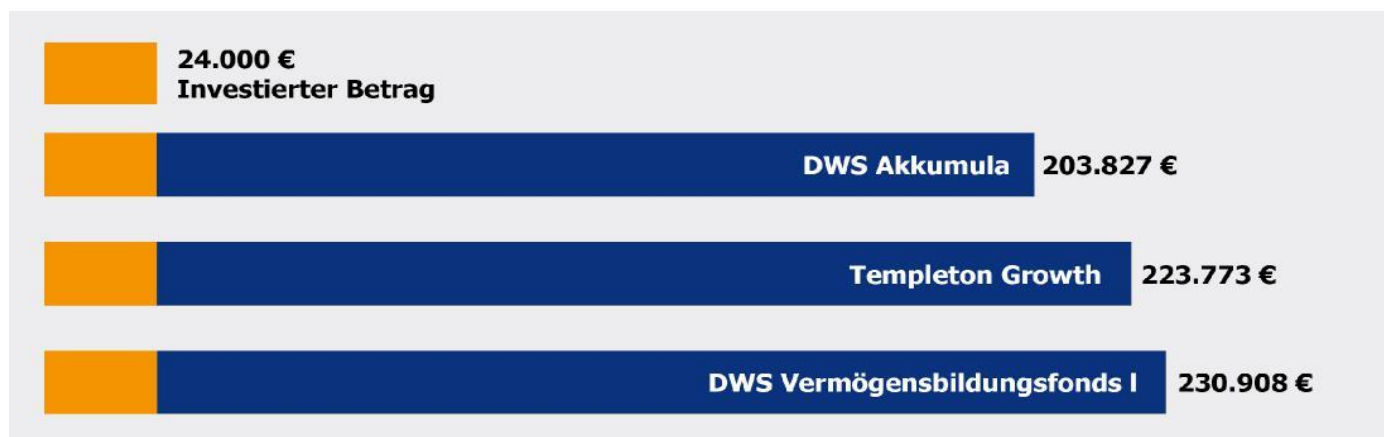 24.000 €
Investierter Betrag
DWS Akkumula 203.827 €
Templeton Growth 223.773 €
DWS Vermögensbildungsfonds l 230.908 €